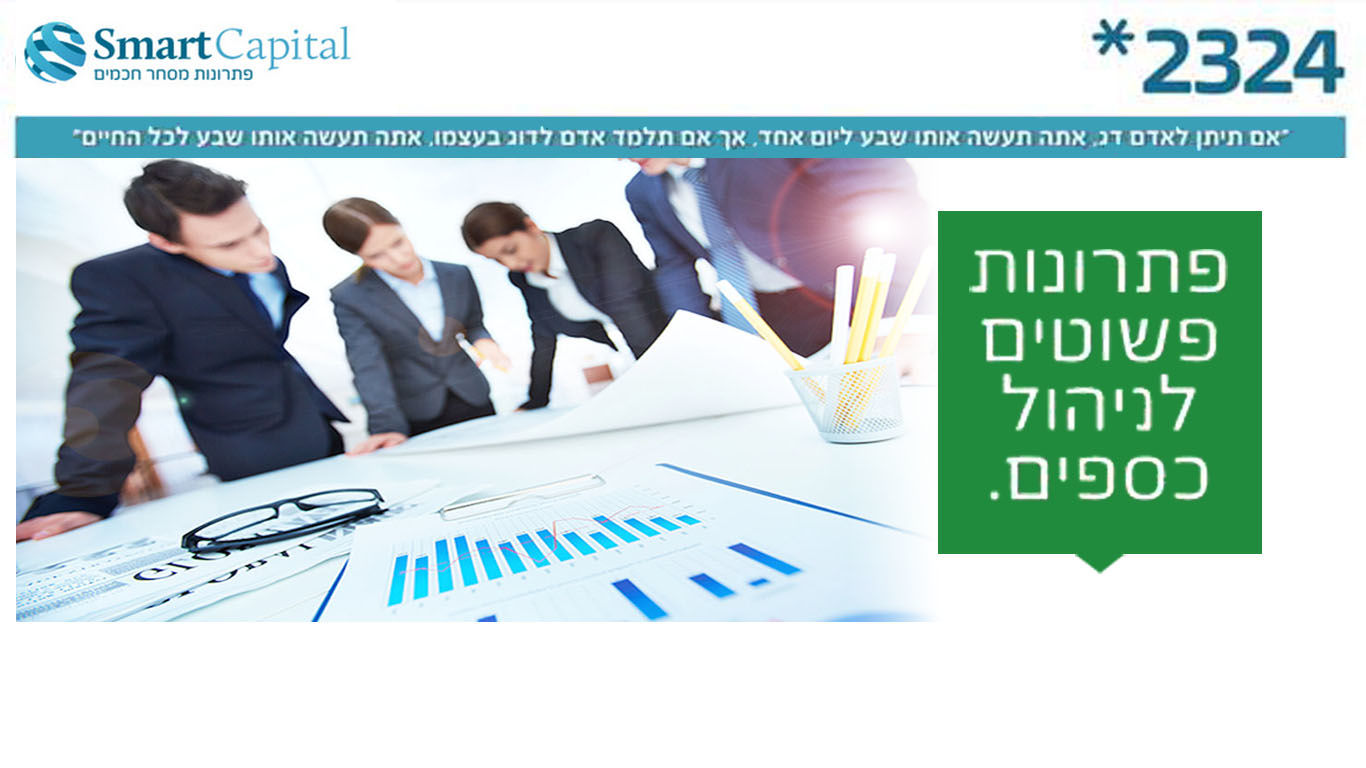 SmartCapital
פתרונות מסחר חכמים
*2324
"אם תיתן לאדם דג, אתה תעשה אותו שבע ליום אחד, אך אם תלמד אדם לדוג בעצמו, אתה תעשה אותו שבע לכל החיים"
פתרונות
פשוטים
לניהול
כספים.